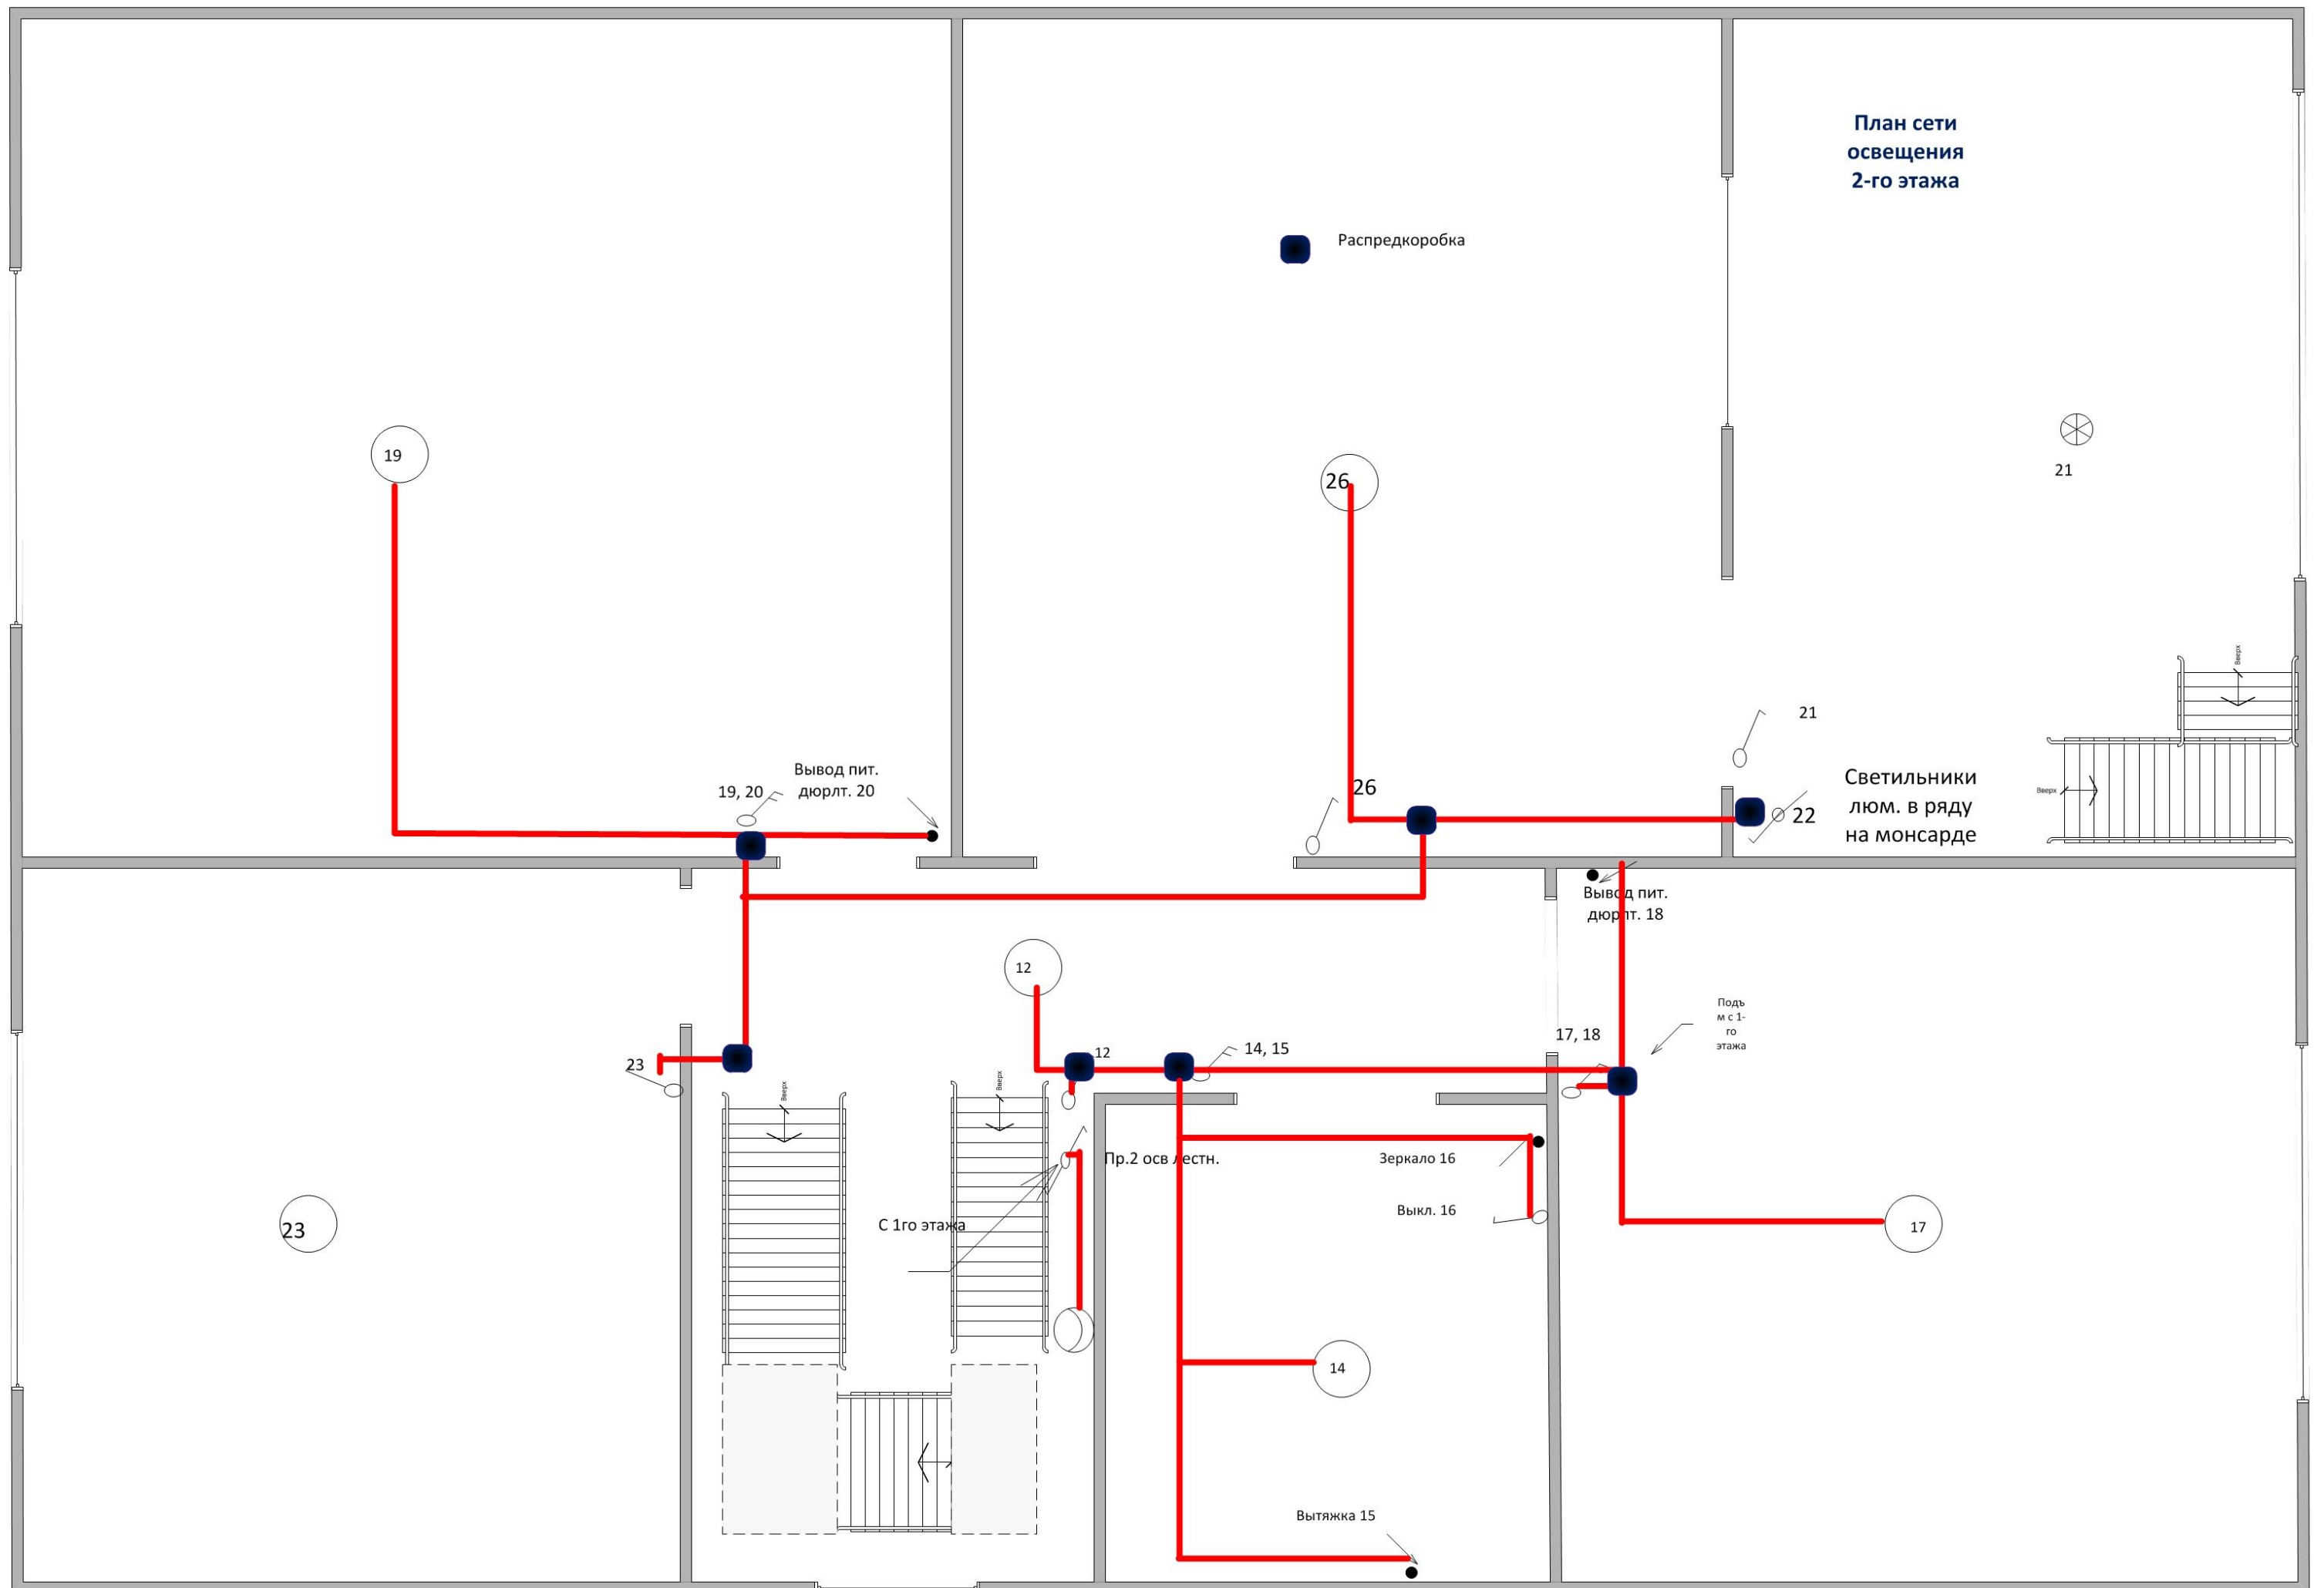 План сети
освещения
2-го этажа
Распредкоробка
19
26
21
Вверх
21
Вывод пит.
дюрлт. 20
19, 20
26
Светильники
люм. в ряду
на монсарде
22
Вверх
Вывод пит.
дюрлт. 18
12
Подъ
м с 1-
го
этажа
17, 18
14, 15
12
23
Вверх
Вверх
Пр.2 осв лестн.
Зеркало 16
Выкл. 16
С 1го этажа
23
17
14
Вытяжка 15